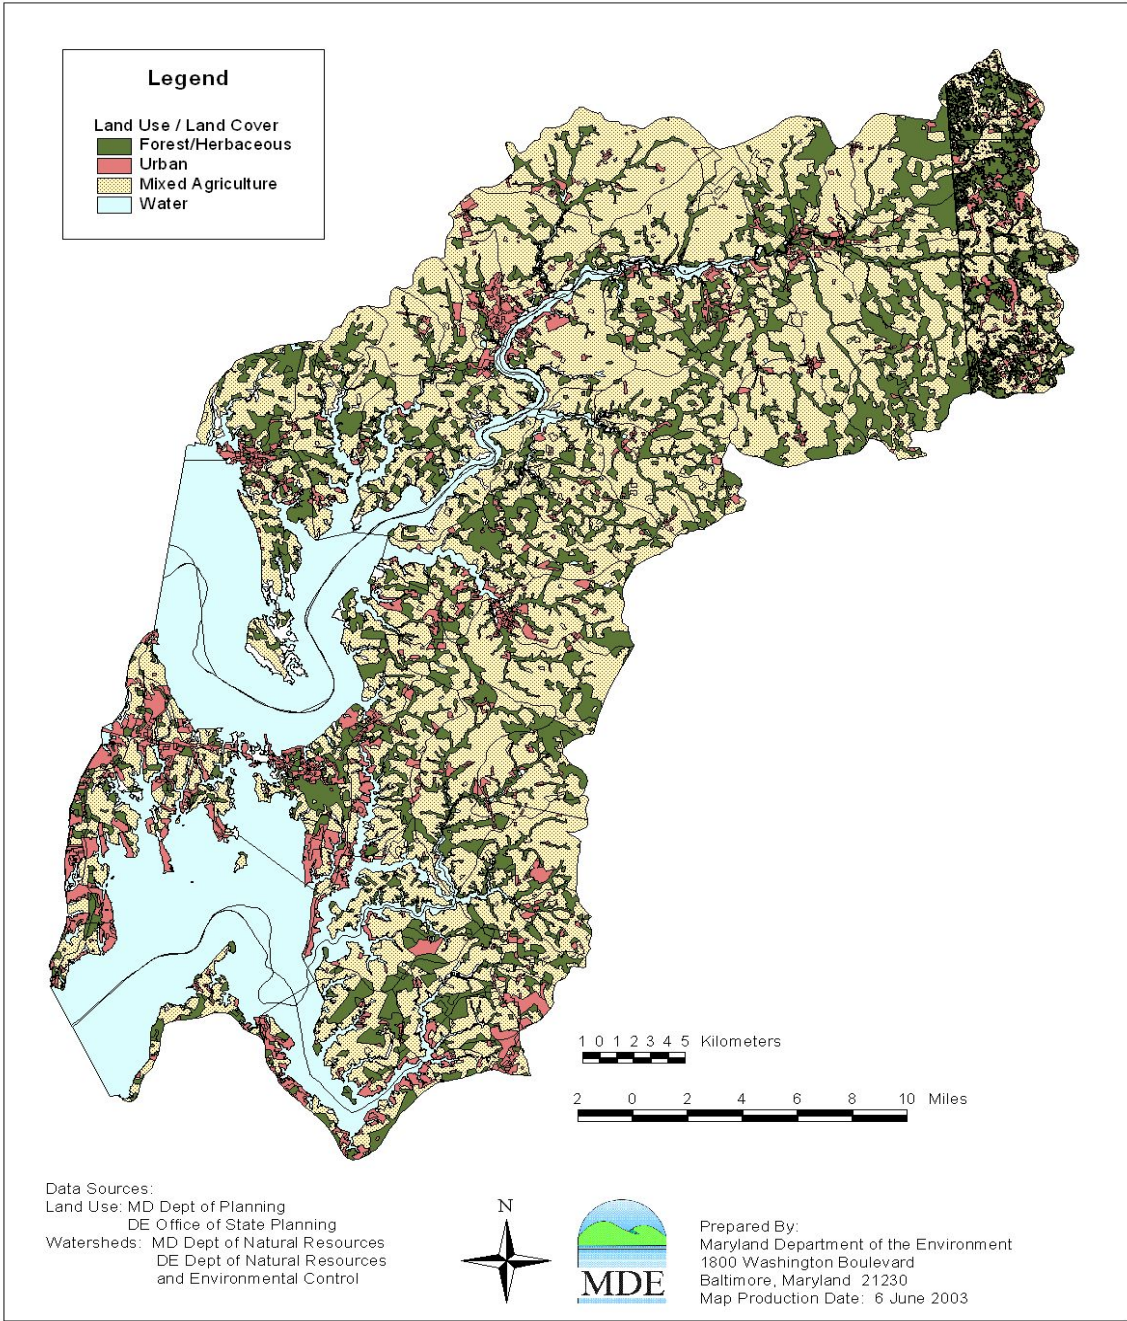 Legend
Land Use / Land Cover
Forest/Herbaceous
Urban
Mixed Agriculture
Water
1 0 1 2 3 4 5 Kilometers
2 0 2 4 6 8 10 Miles
Data Sources:
Land Use: MD Dept of Planning
DE Office of State Planning
Watersheds: MD Dept of Natural Resources
DE Dept of Natural Resources
and Environmental Control
N
MDE
Prepared By:
Maryland Department of the Environment
1800 Washington Boulevard
Baltimore, Maryland 21230
Map Production Date: 6 June 2003